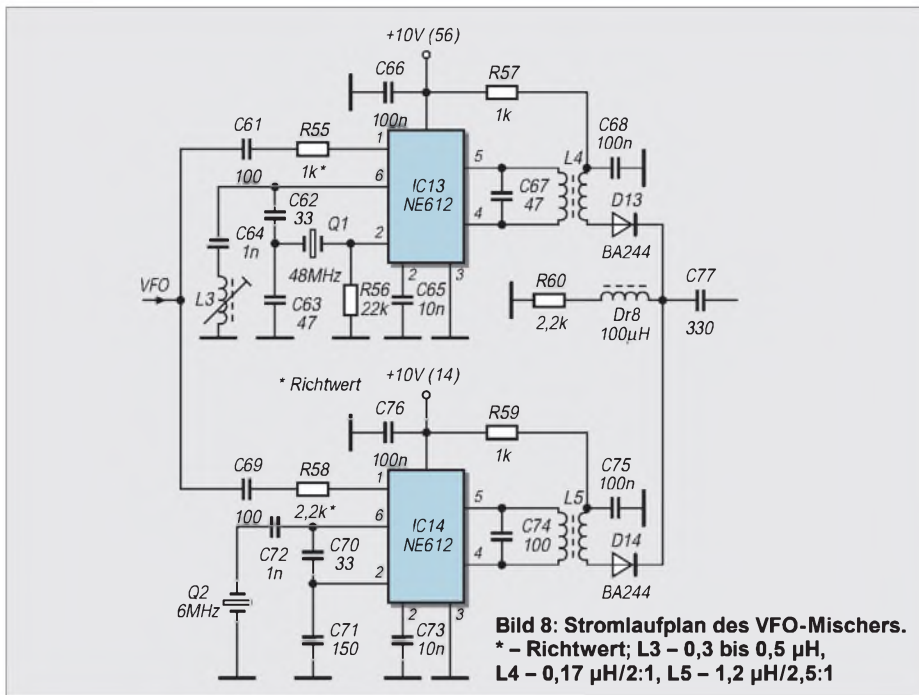 +10V (56)
C66
100n
R57
1k
C61
100
R55
1k*
1
6
2
5
4
2
3
IC13
NE612
C67
47
L4
C68
100n
D13
BA244
C62
33
Q1
48MHz
C64
1n
L3
C63
47
R56
22k
C65
10n
VFO
R60
2,2k
Dr8
100µH
C77
330
* Richtwert
+10V (14)
C76
100n
R59
1k
C69
100
R58
2,2k*
1
6
2
5
4
2
3
IC14
NE612
C74
100
L5
C75
100n
D14
BA244
C72
1n
C70
33
Q2
6MHz
C71
150
C73
10n
Bild 8: Stromlaufplan des VFO-Mischers.
* – Richtwert; L3 – 0,3 bis 0,5 µH,
L4 – 0,17 µH/2:1, L5 – 1,2 µH/2,5:1